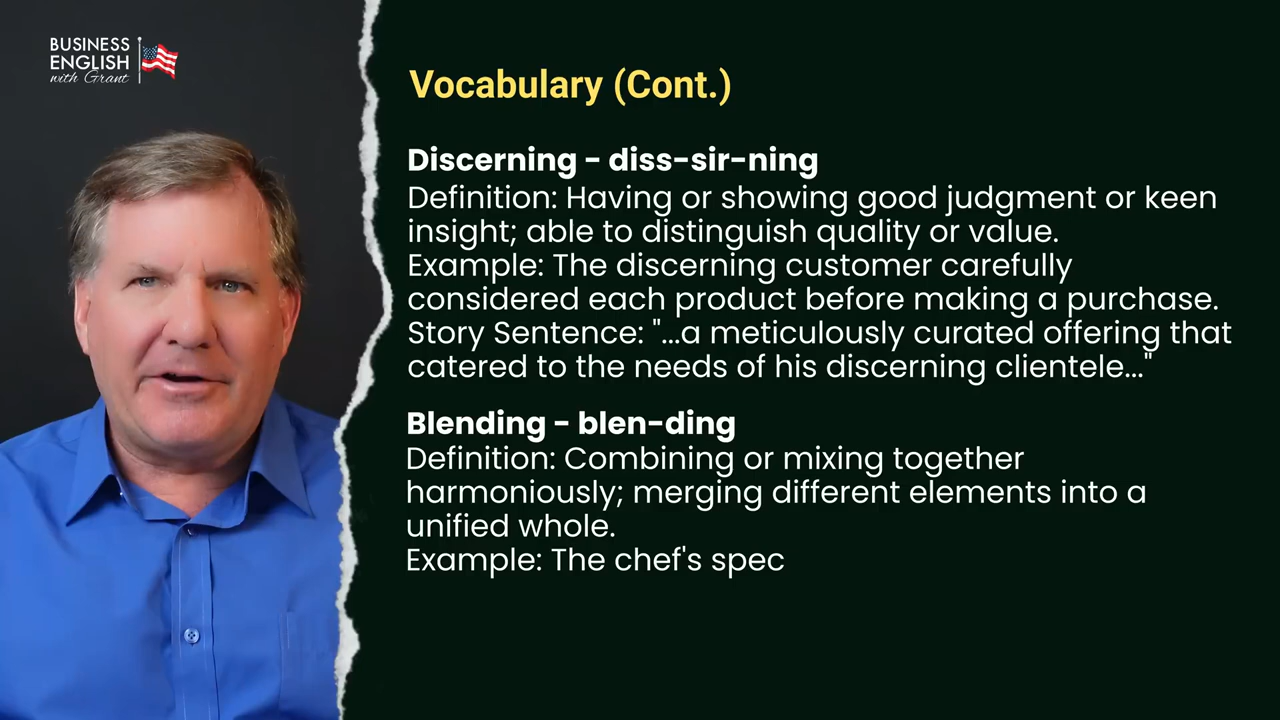 BUSINESS
ENGLISH
with Grant
Vocabulary (Cont.)
Discerning - diss-sir-ning
Definition: Having or showing good judgment or keen
insight; able to distinguish quality or value.
Example: The discerning customer carefully
considered each product before making a purchase.
Story Sentence: "...a meticulously curated offering that
catered to the needs of his discerning clientele..."
Blending - blen-ding
Definition: Combining or mixing together
harmoniously; merging different elements into a
unified whole.
Example: The chef's spec